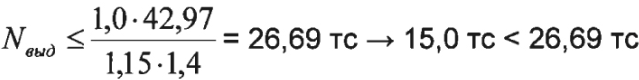 N_выд ≤ (1,0·42,97)/(1,15·1,4) = 26,69 тс → 15,0 тс < 26,69 тс